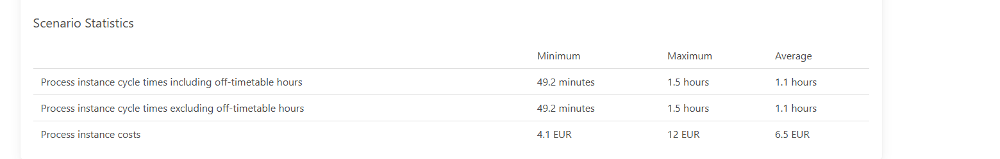 Scenario Statistics
Minimum Maximum Average
Process instance cycle times including off-timetable hours 49.2 minutes 1.5 hours 1.1 hours
Process instance cycle times excluding off-timetable hours 49.2 minutes 1.5 hours 1.1 hours
Process instance costs 4.1 EUR 12 EUR 6.5 EUR